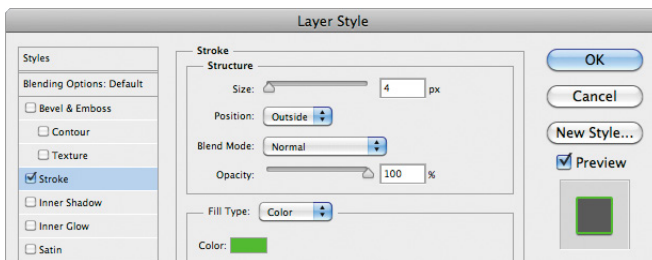 Layer Style
Styles
Blending Options: Default
Bevel & Emboss
Contour
Texture
Stroke
Inner Shadow
Inner Glow
Satin
Stroke
Structure
Size: 4 px
Position: Outside
Blend Mode: Normal
Opacity: 100 %
Fill Type: Color
Color:
OK
Cancel
New Style...
Preview